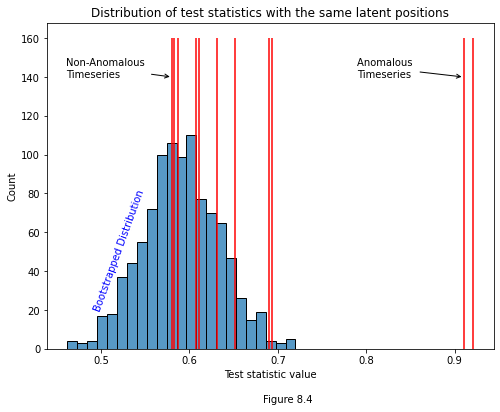 Distribution of test statistics with the same latent positions
160
140
120
100
80
60
40
20
0
Count
Non-Anomalous
Timeseries
Anomalous
Timeseries
Bootstrapped Distribution
0.5
0.6
0.7
0.8
0.9
Test statistic value
Figure 8.4